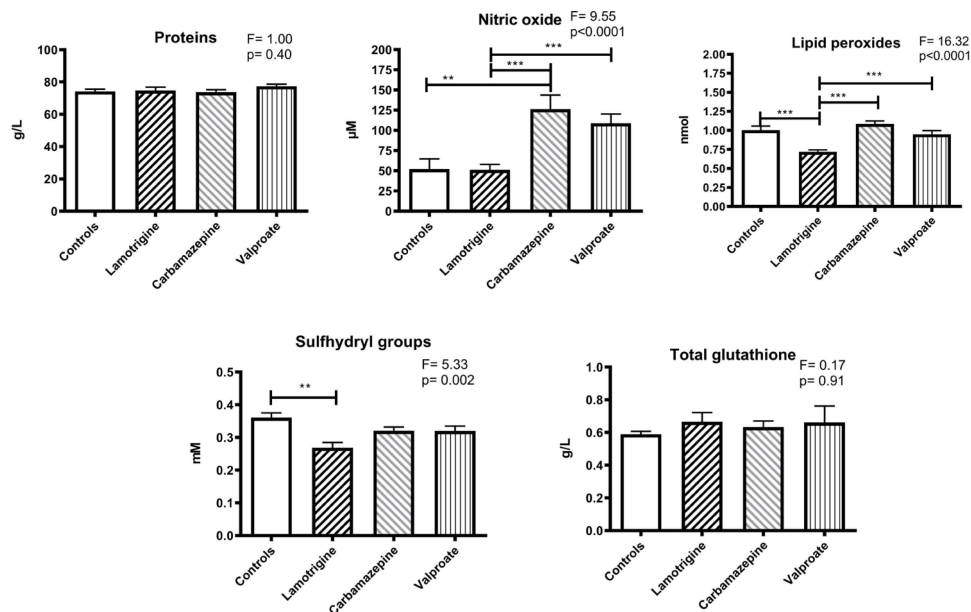 Proteins
F= 1.00
p= 0.40
g/L
100
80
60
40
20
0
Controls
Lamotrigine
Carbamazepine
Valproate
Nitric oxide
F= 9.55
p<0.0001
µM
200
175
150
125
100
75
50
25
0
**
***
***
Controls
Lamotrigine
Carbamazepine
Valproate
Lipid peroxides
F= 16.32
p<0.0001
nmol
2.00
1.75
1.50
1.25
1.00
0.75
0.50
0.25
0.00
***
***
***
Controls
Lamotrigine
Carbamazepine
Valproate
Sulfhydryl groups
F= 5.33
p= 0.002
mM
0.5
0.4
0.3
0.2
0.1
0.0
**
Controls
Lamotrigine
Carbamazepine
Valproate
Total glutathione
F= 0.17
p= 0.91
g/L
1.0
0.8
0.6
0.4
0.2
0.0
Controls
Lamotrigine
Carbamazepine
Valproate